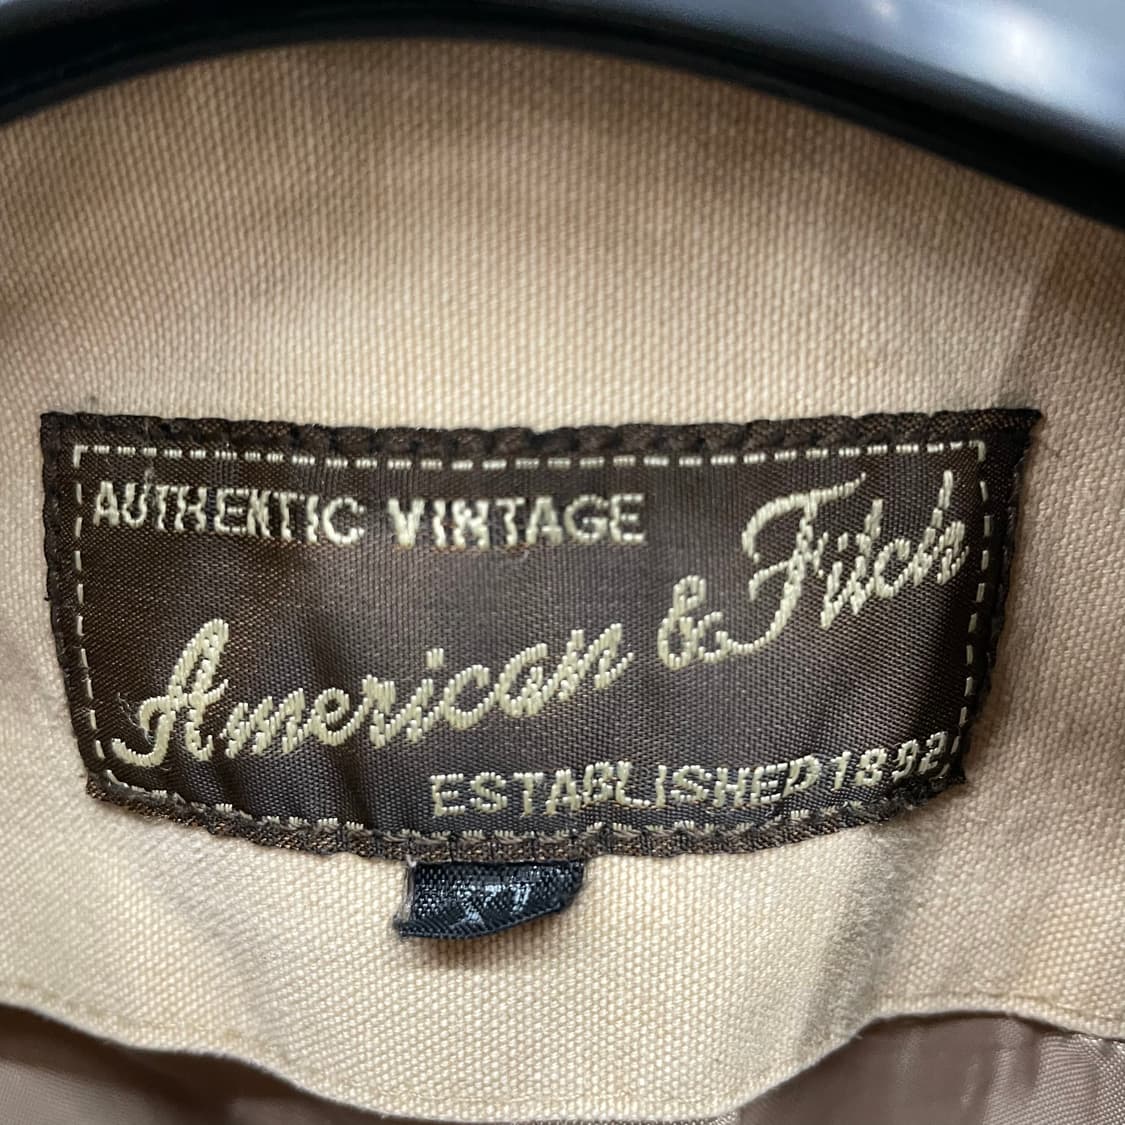 AUTHENTIC VINTAGE
American & Fitch
ESTABLISHED 1892